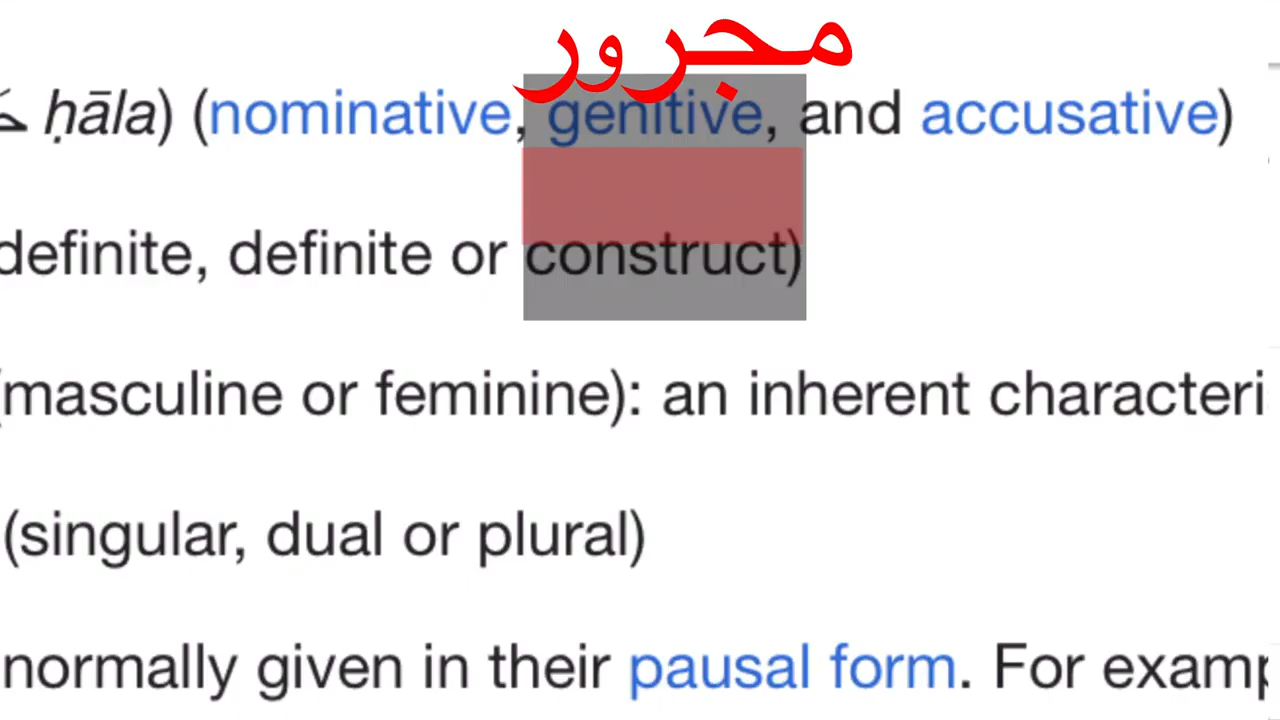 مجرور
ḥāla) (nominative, genitive, and accusative)
definite, definite or construct)
(masculine or feminine): an inherent characteri
(singular, dual or plural)
normally given in their pausal form. For examp